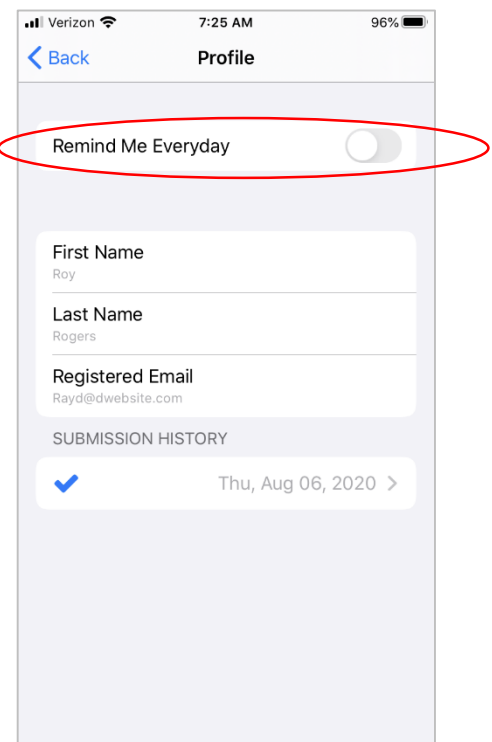 Verizon 7:25 AM 96%
Back Profile
Remind Me Everyday
First Name
Roy
Last Name
Rogers
Registered Email
Rayd@dwebsite.com
SUBMISSION HISTORY
Thu, Aug 06, 2020